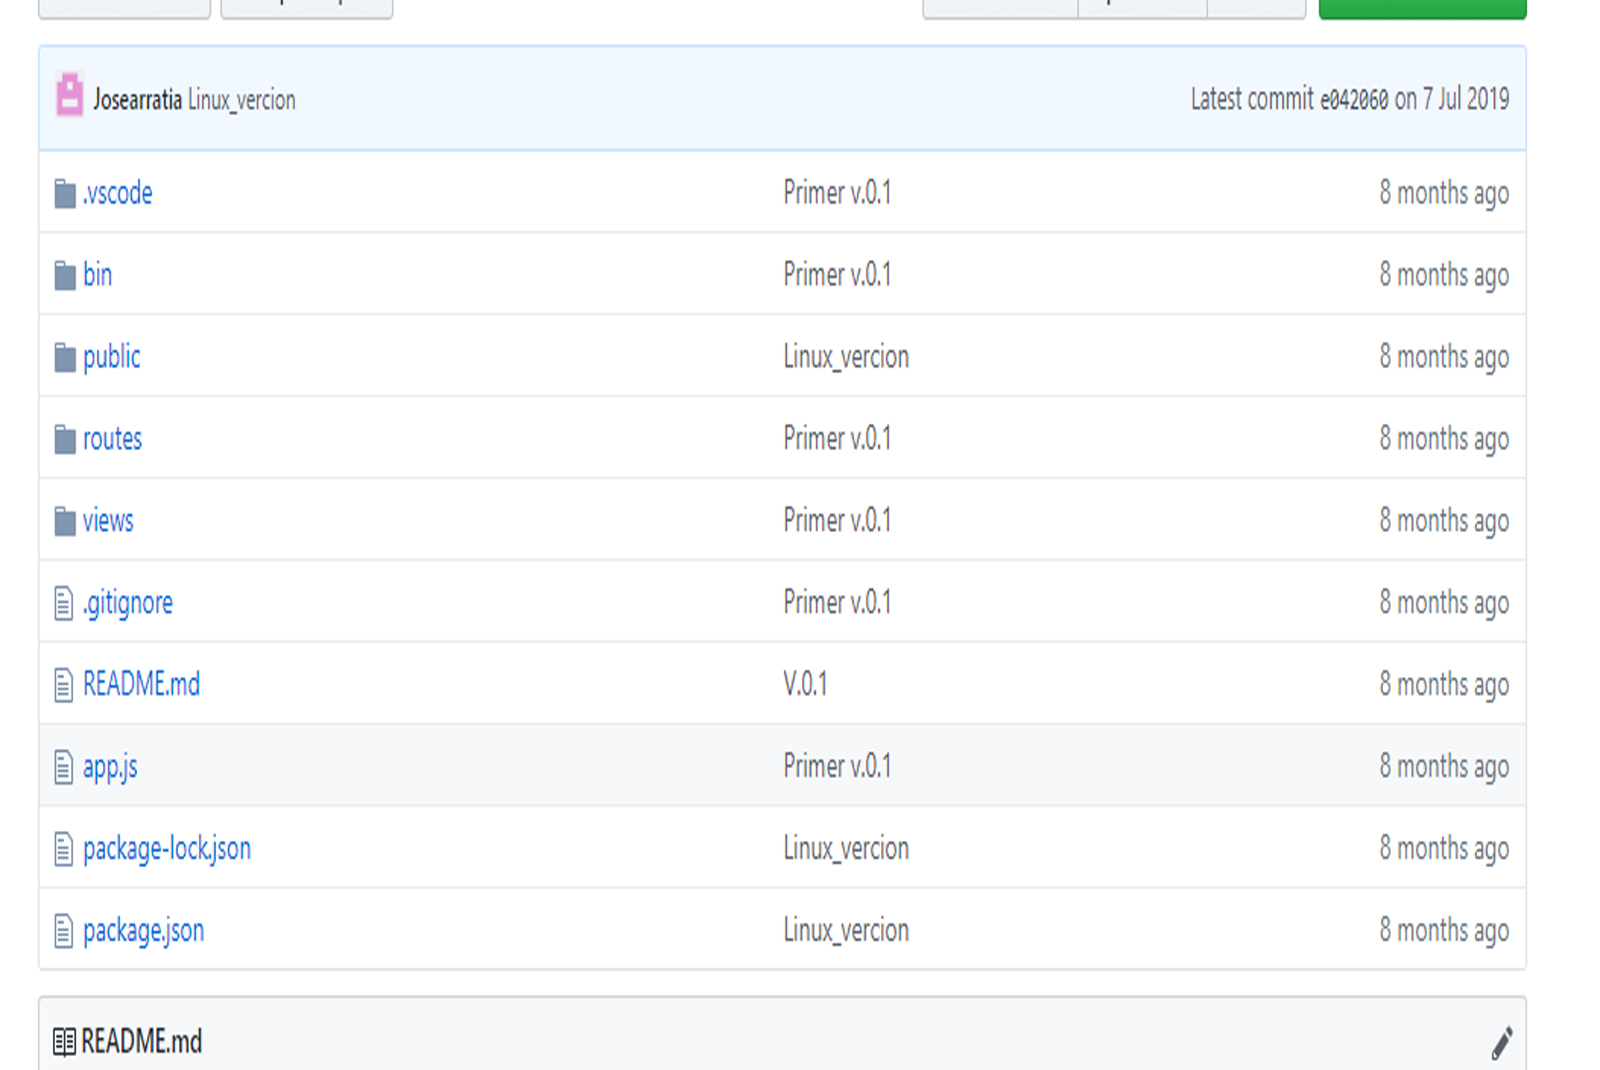 Josearratia Linux_vercion Latest commit e042060 on 7 Jul 2019
.vscode Primer v.0.1 8 months ago
bin Primer v.0.1 8 months ago
public Linux_vercion 8 months ago
routes Primer v.0.1 8 months ago
views Primer v.0.1 8 months ago
.gitignore Primer v.0.1 8 months ago
README.md V.0.1 8 months ago
app.js Primer v.0.1 8 months ago
package-lock.json Linux_vercion 8 months ago
package.json Linux_vercion 8 months ago
README.md